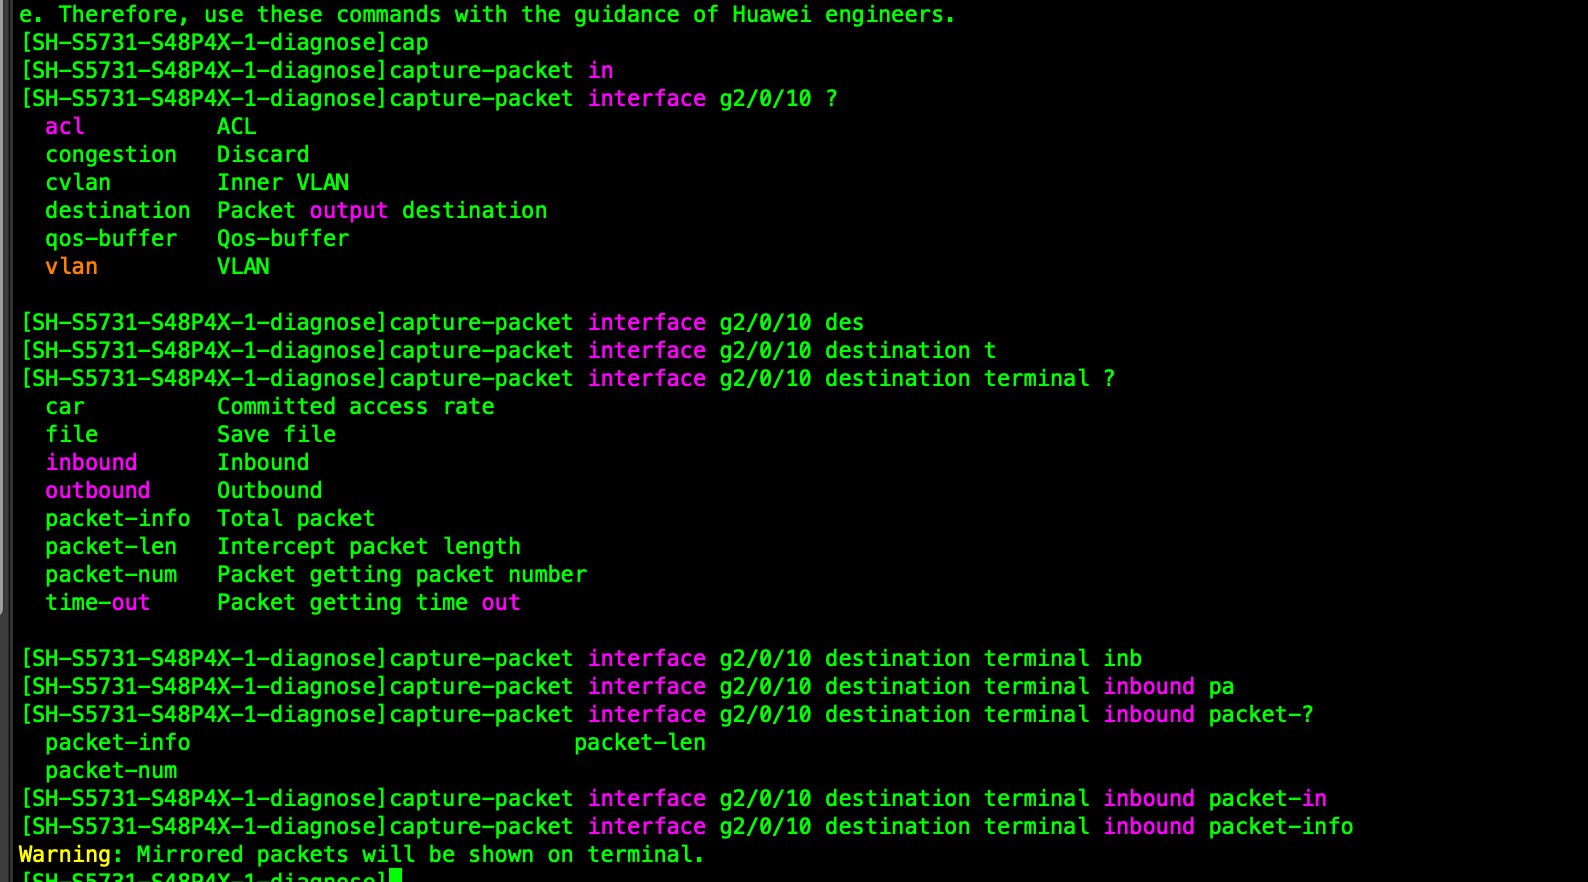 e. Therefore, use these commands with the guidance of Huawei engineers.
[SH-S5731-S48P4X-1-diagnose]cap
[SH-S5731-S48P4X-1-diagnose]capture-packet in
[SH-S5731-S48P4X-1-diagnose]capture-packet interface g2/0/10 ?
  acl          ACL
  congestion   Discard
  cvlan        Inner VLAN
  destination  Packet output destination
  qos-buffer   Qos-buffer
  vlan         VLAN

[SH-S5731-S48P4X-1-diagnose]capture-packet interface g2/0/10 des
[SH-S5731-S48P4X-1-diagnose]capture-packet interface g2/0/10 destination t
[SH-S5731-S48P4X-1-diagnose]capture-packet interface g2/0/10 destination terminal ?
  car          Committed access rate
  file         Save file
  inbound      Inbound
  outbound     Outbound
  packet-info  Total packet
  packet-len   Intercept packet length
  packet-num   Packet getting packet number
  time-out     Packet getting time out

[SH-S5731-S48P4X-1-diagnose]capture-packet interface g2/0/10 destination terminal inb
[SH-S5731-S48P4X-1-diagnose]capture-packet interface g2/0/10 destination terminal inbound pa
[SH-S5731-S48P4X-1-diagnose]capture-packet interface g2/0/10 destination terminal inbound packet-?
  packet-info                             packet-len
  packet-num
[SH-S5731-S48P4X-1-diagnose]capture-packet interface g2/0/10 destination terminal inbound packet-in
[SH-S5731-S48P4X-1-diagnose]capture-packet interface g2/0/10 destination terminal inbound packet-info
Warning: Mirrored packets will be shown on terminal.
[SH-S5731-S48P4X-1-diagnose]